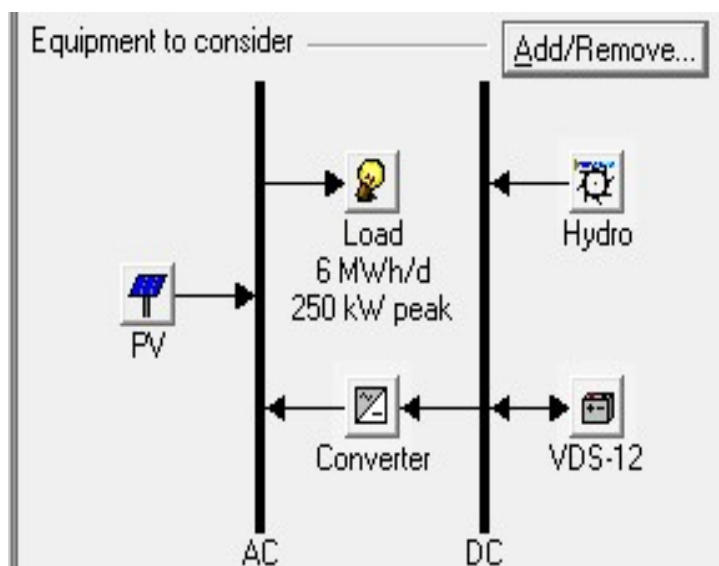 Equipment to consider
Add/Remove...
Load
6 MWh/d
250 kW peak
Hydro
PV
Converter
VDS-12
AC
DC